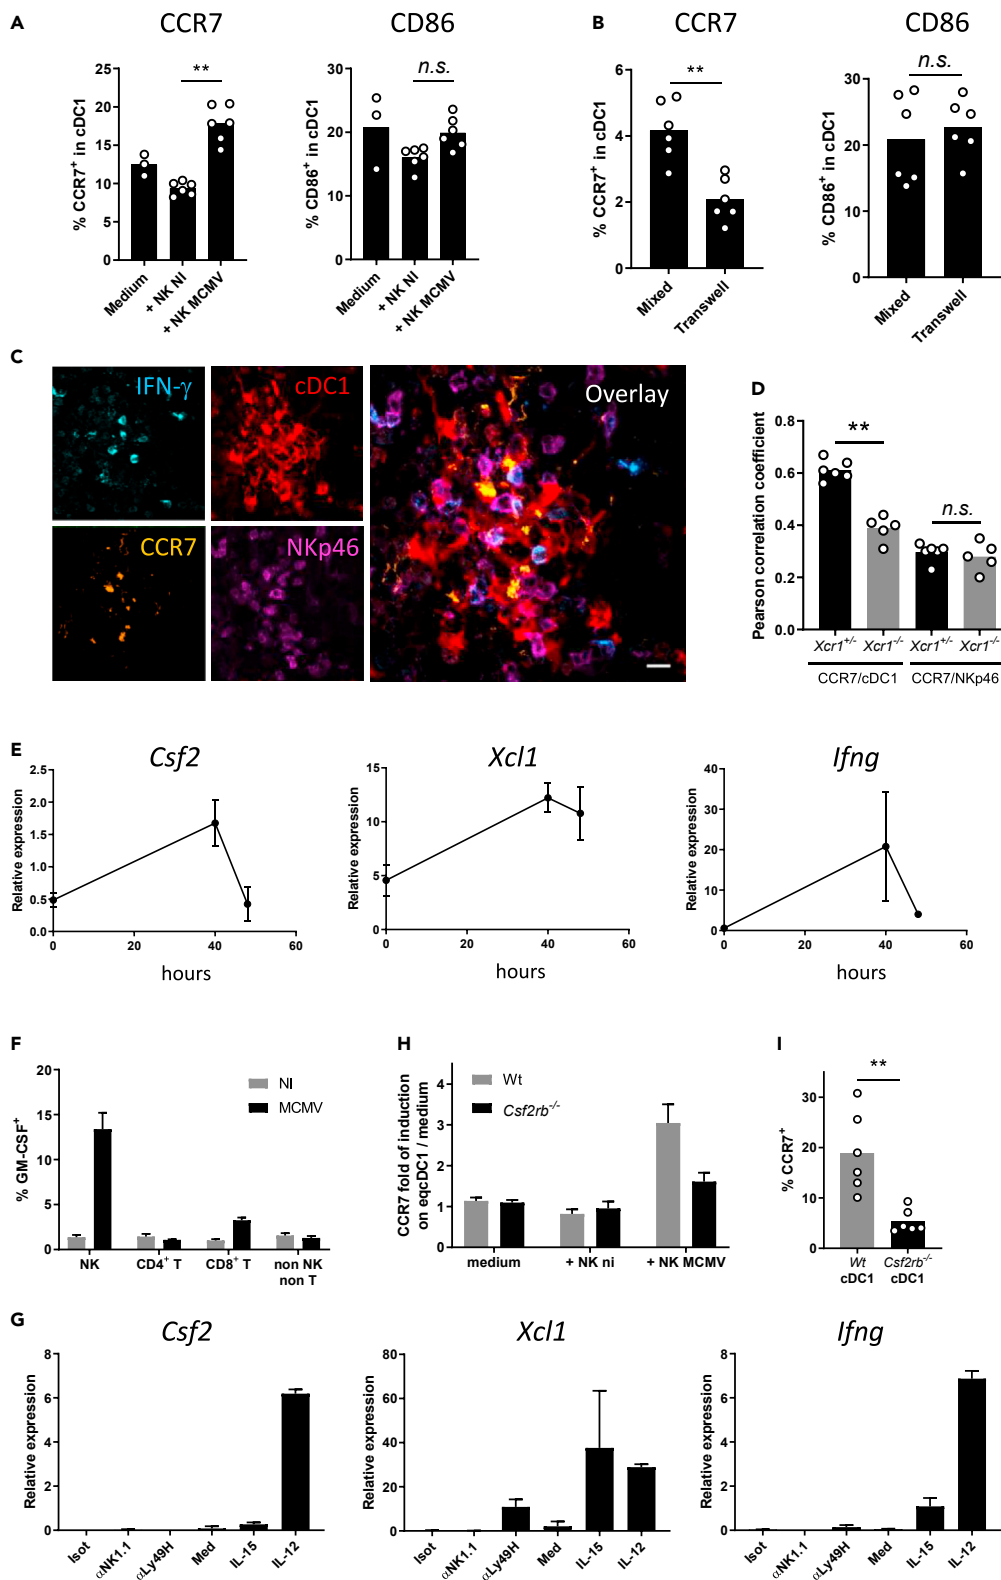 A
CCR7
CD86
% CCR7+ in cDC1
25
20
15
10
5
0
**
Medium
+ NK NI
+ NK MCMV
% CD86+ in cDC1
30
20
10
0
n.s.
Medium
+ NK NI
+ NK MCMV
B
CCR7
CD86
% CCR7+ in cDC1
6
4
2
0
**
Mixed
Transwell
% CD86+ in cDC1
30
20
10
0
n.s.
Mixed
Transwell
C
IFN-γ
cDC1
CCR7
NKp46
Overlay
D
Pearson correlation coefficient
0.8
0.6
0.4
0.2
0.0
**
n.s.
Xcr1+/- Xcr1-/- Xcr1+/- Xcr1-/-
CCR7/cDC1 CCR7/NKp46
E
Csf2
Relative expression
2.5
2.0
1.5
1.0
0.5
0.0
0 20 40 60
hours
Xcl1
Relative expression
15
10
5
0
0 20 40 60
hours
Ifng
Relative expression
40
30
20
10
0
0 20 40 60
hours
F
% GM-CSF+
20
15
10
5
0
NI
MCMV
NK CD4+ T CD8+ T non NK
non T
H
CCR7 fold of induction
on eqcDC1 / medium
4
3
2
1
0
Wt
Csf2rb-/-
medium + NK ni + NK MCMV
I
% CCR7+
30
20
10
0
**
Wt Csf2rb-/-
cDC1 cDC1
G
Csf2
Relative expression
8
6
4
2
0
Isot
αNK1.1
αLy49H
Med
IL-15
IL-12
Xcl1
Relative expression
80
60
40
20
0
Isot
αNK1.1
αLy49H
Med
IL-15
IL-12
Ifng
Relative expression
8
6
4
2
0
Isot
αNK1.1
αLy49H
Med
IL-15
IL-12